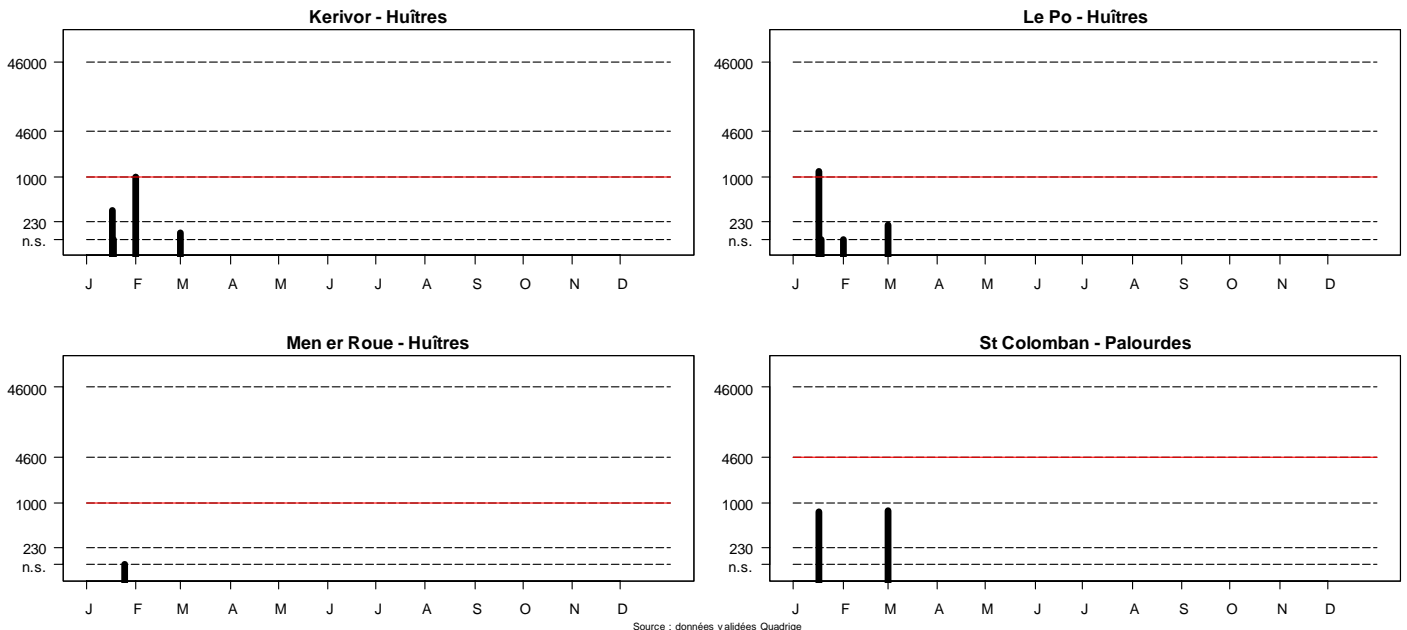 Kerivor - Huîtres
46000
4600
1000
230
n.s.
J F M A M J J A S O N D
Le Po - Huîtres
46000
4600
1000
230
n.s.
J F M A M J J A S O N D
Men er Roue - Huîtres
46000
4600
1000
230
n.s.
J F M A M J J A S O N D
St Colomban - Palourdes
46000
4600
1000
230
n.s.
J F M A M J J A S O N D
Source : données validées Quadrige